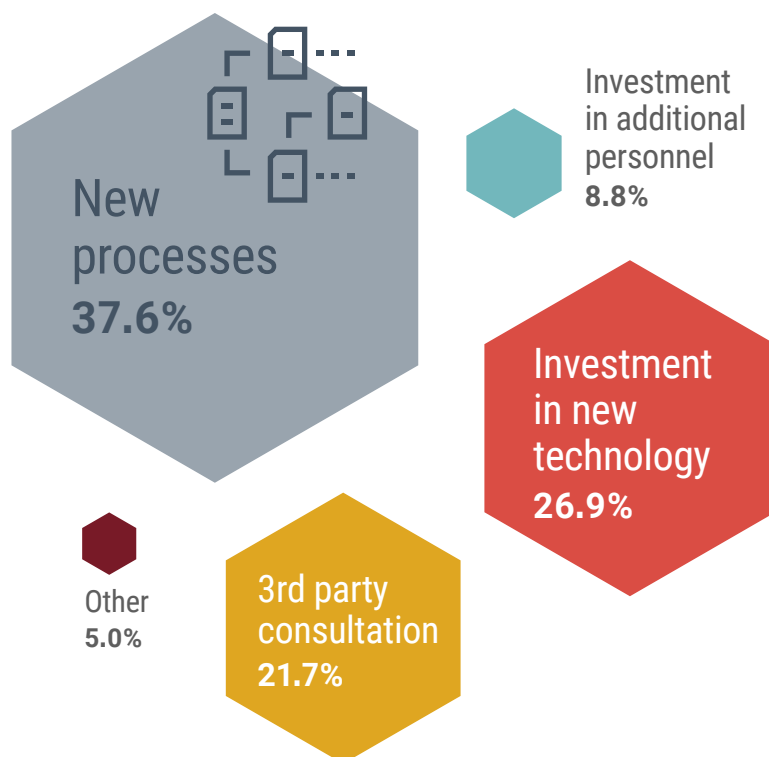 New
processes
37.6%
Investment
in additional
personnel
8.8%
Investment
in new
technology
26.9%
Other
5.0%
3rd party
consultation
21.7%